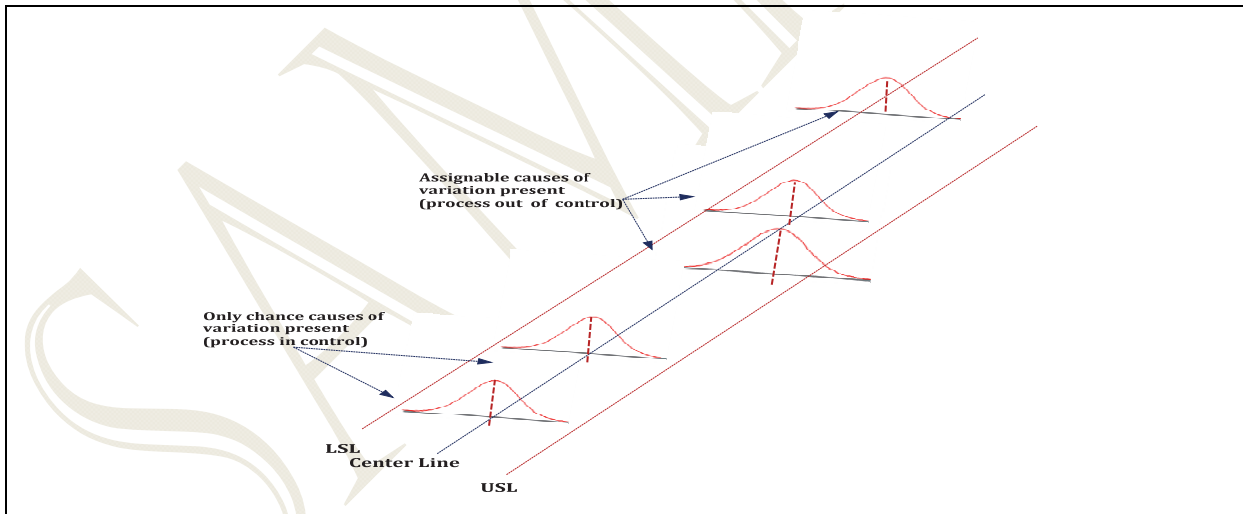 Assignable causes of
variation present
(process out of control)
Only chance causes of
variation present
(process in control)
LSL
Center Line
USL